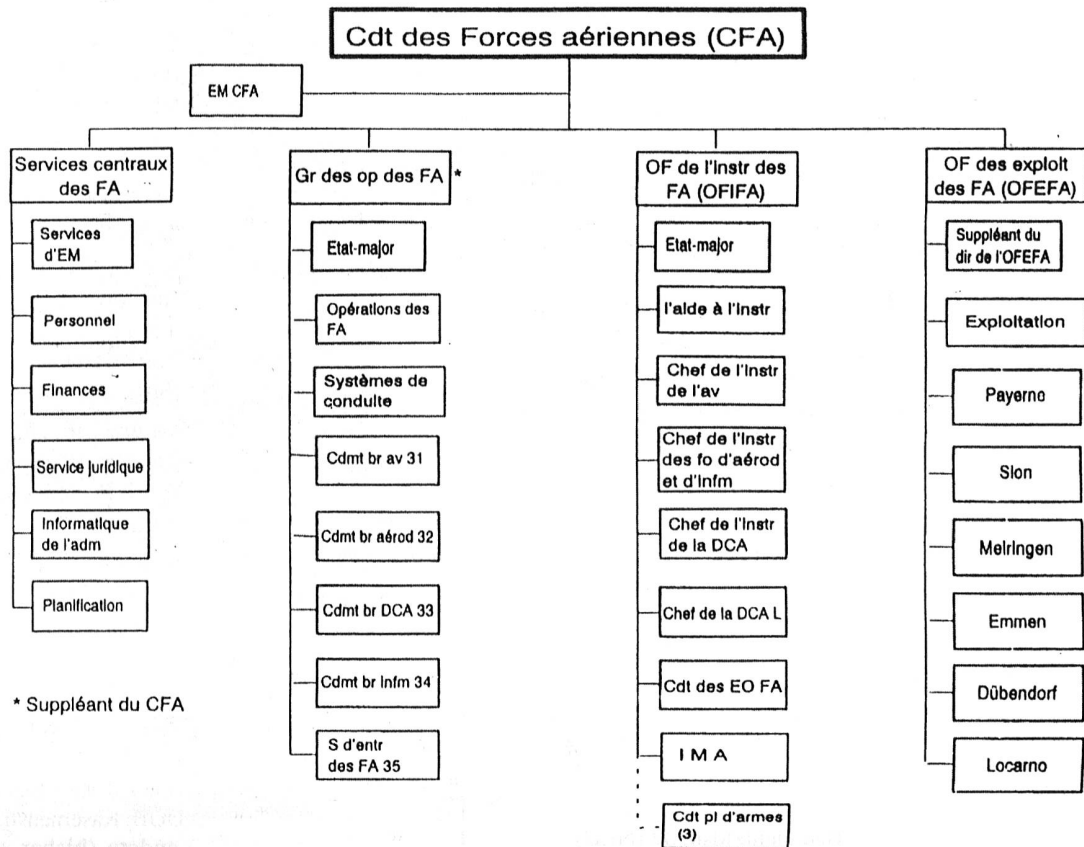 Cdt des Forces aériennes (CFA)
EM CFA
Services centraux
des FA
Services
d'EM
Personnel
Finances
Service juridique
Informatique
de l'adm
Planification
* Suppléant du CFA
Gr des op des FA *
Etat-major
Opérations des
FA
Systèmes de
conduite
Cdmt br av 31
Cdmt br aérod 32
Cdmt br DCA 33
Cdmt br Infm 34
S d'entr
des FA 35
OF de l'Instr des
FA (OFIFA)
Etat-major
l'aide à l'Instr
Chef de l'Instr
de l'av
Chef de l'Instr
des fo d'aérod
et d'Infm
Chef de l'Instr
de la DCA
Chef de la DCA L
Cdt des EO FA
I M A
Cdt pl d'armes
(3)
OF des exploit
des FA (OFEFA)
Suppléant du
dir de l'OFEFA
Exploitation
Payerne
Sion
Meiringen
Emmen
Dübendorf
Locarno